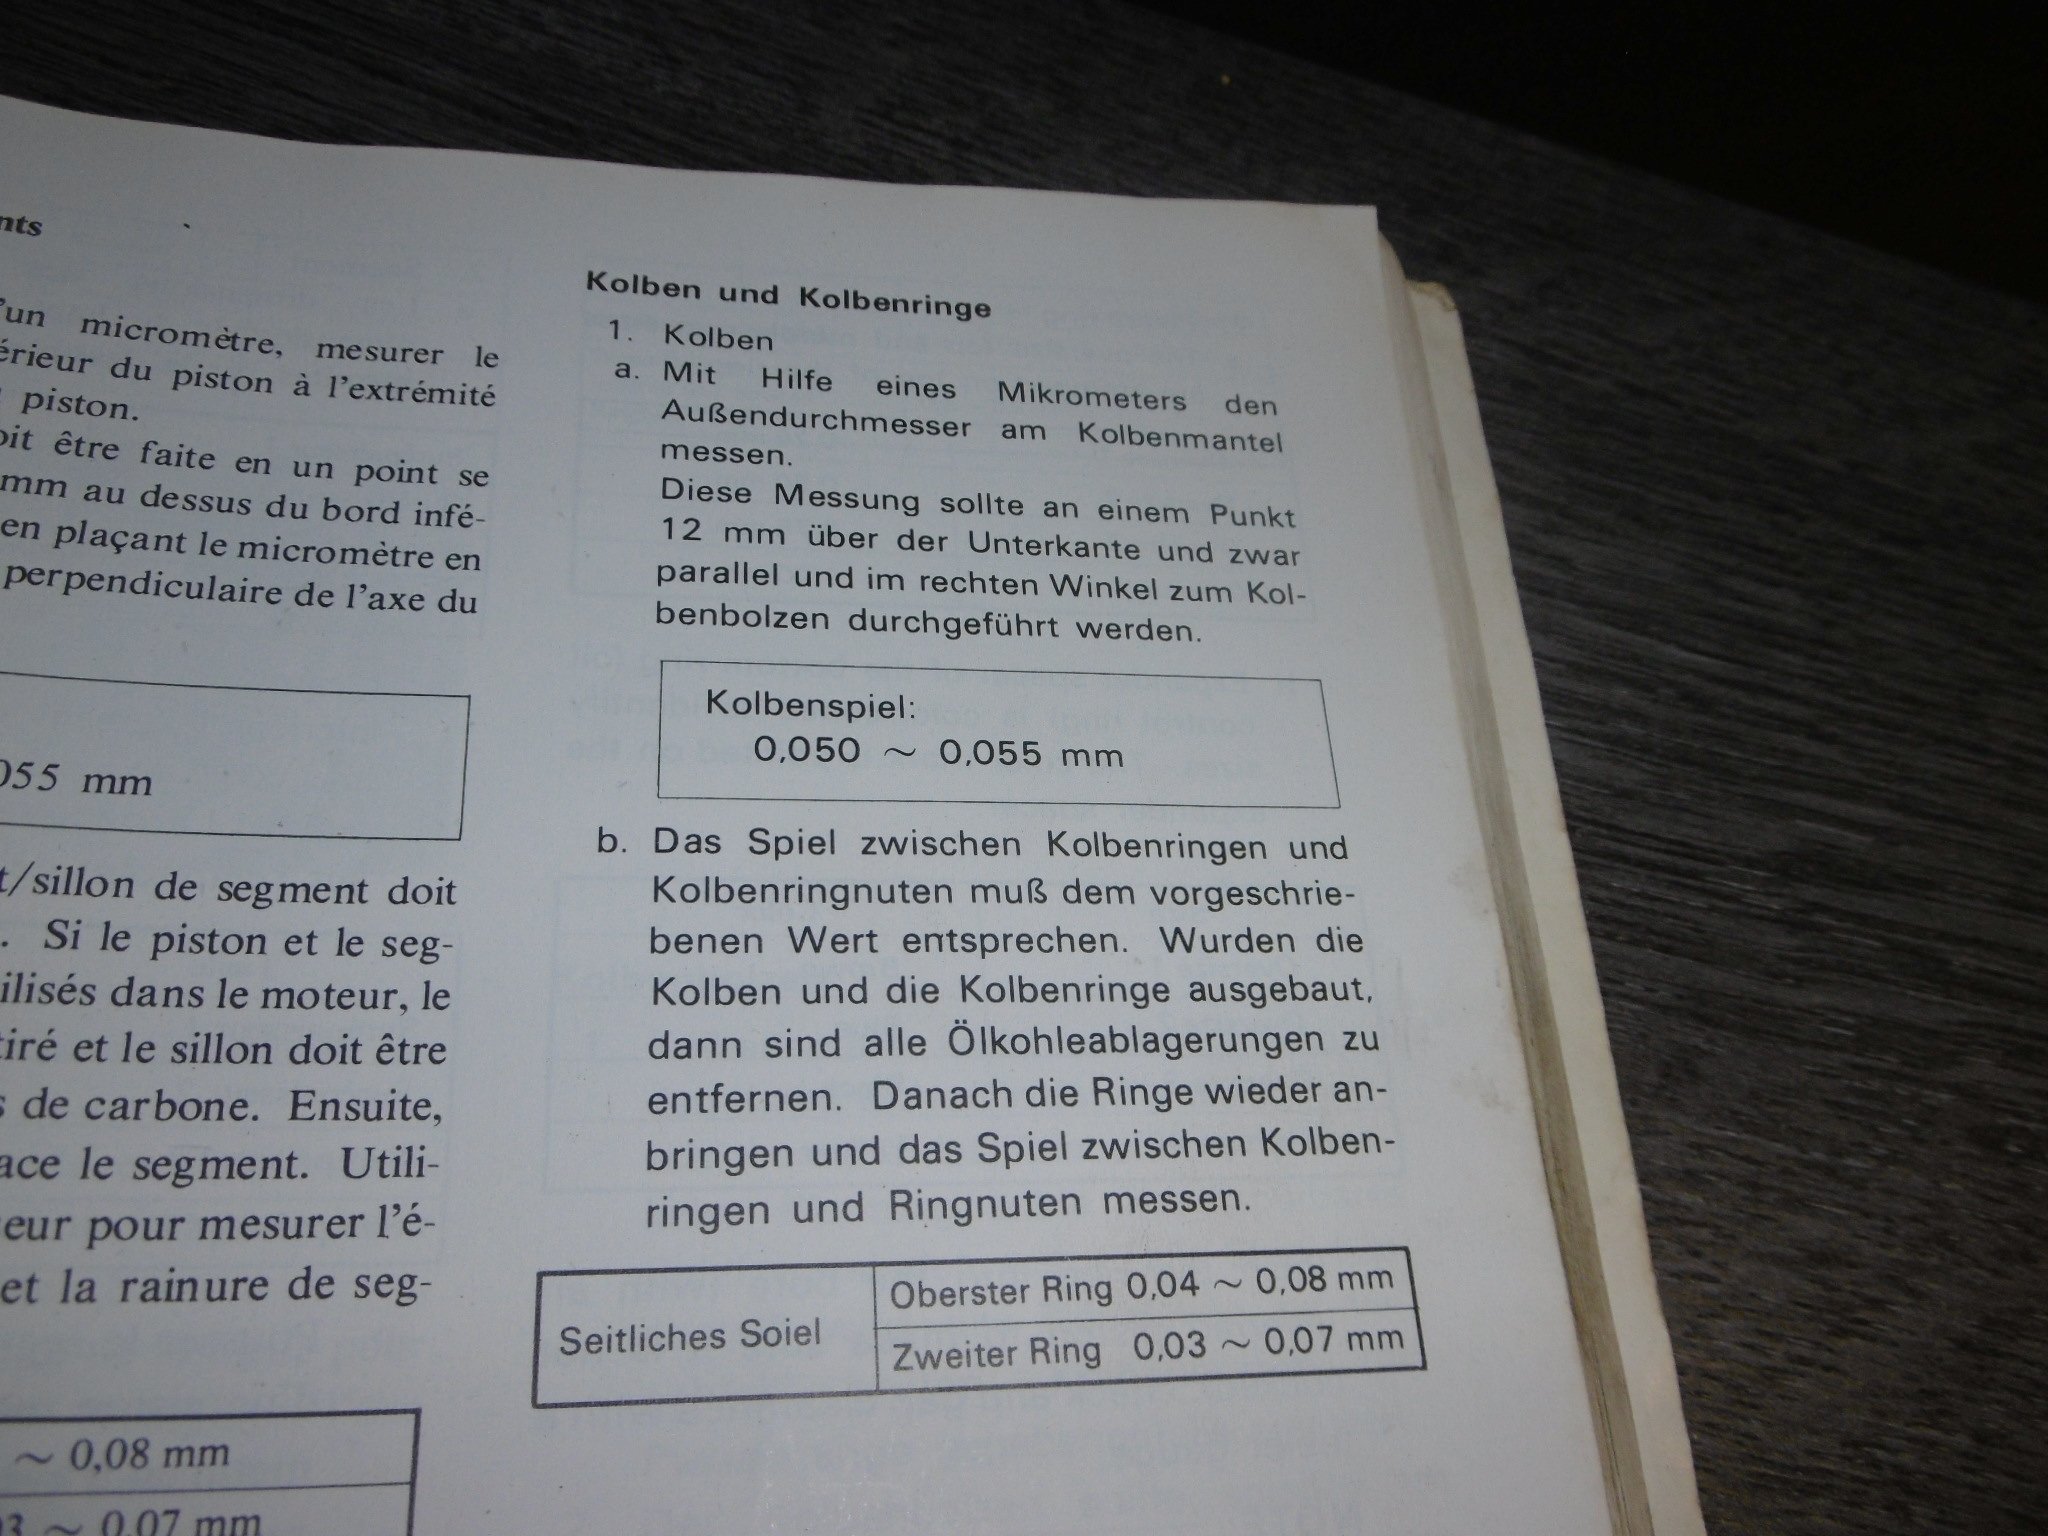 nts
'un micromètre, mesurer le
érieur du piston à l'extrémité
piston.
oit être faite en un point se
mm au dessus du bord infé-
en plaçant le micromètre en
perpendiculaire de l'axe du
055 mm
t/sillon de segment doit
. Si le piston et le seg-
ilisés dans le moteur, le
tiré et le sillon doit être
s de carbone. Ensuite,
ace le segment. Utili-
eur pour mesurer l'é-
et la rainure de seg-
~ 0,08 mm
03 ~ 0,07 mm
Kolben und Kolbenringe
1. Kolben
a. Mit Hilfe eines Mikrometers den
Außendurchmesser am Kolbenmantel
messen.
Diese Messung sollte an einem Punkt
12 mm über der Unterkante und zwar
parallel und im rechten Winkel zum Kol-
benbolzen durchgeführt werden.
Kolbenspiel:
0,050 ~ 0,055 mm
b. Das Spiel zwischen Kolbenringen und
Kolbenringnuten muß dem vorgeschrie-
benen Wert entsprechen. Wurden die
Kolben und die Kolbenringe ausgebaut,
dann sind alle Ölkohleablagerungen zu
entfernen. Danach die Ringe wieder an-
bringen und das Spiel zwischen Kolben-
ringen und Ringnuten messen.
Seitliches Soiel
Oberster Ring 0,04 ~ 0,08 mm
Zweiter Ring 0,03 ~ 0,07 mm